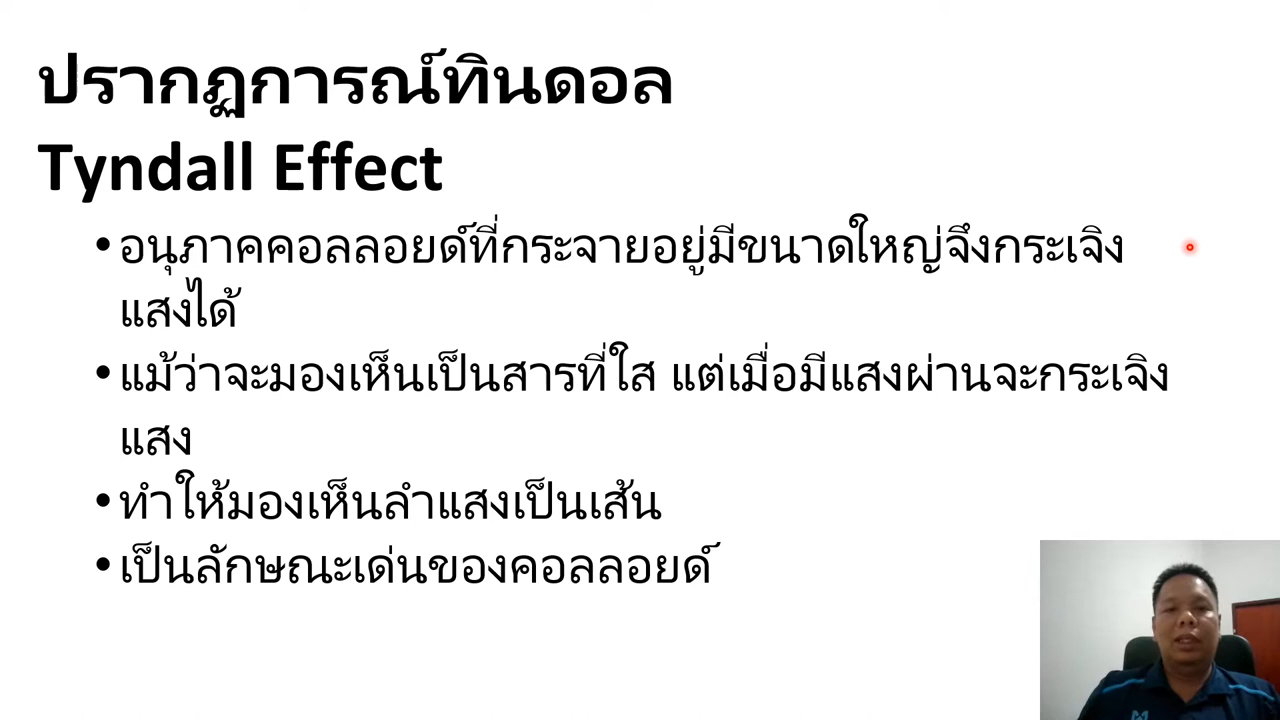 ปรากฏการณ์ทินดอล
Tyndall Effect
• อนุภาคคอลลอยด์ที่กระจายอยู่มีขนาดใหญ่จึงกระเจิง
แสงได้
• แม้ว่าจะมองเห็นเป็นสารที่ใส แต่เมื่อมีแสงผ่านจะกระเจิง
แสง
• ทำให้มองเห็นลำแสงเป็นเส้น
• เป็นลักษณะเด่นของคอลลอยด์